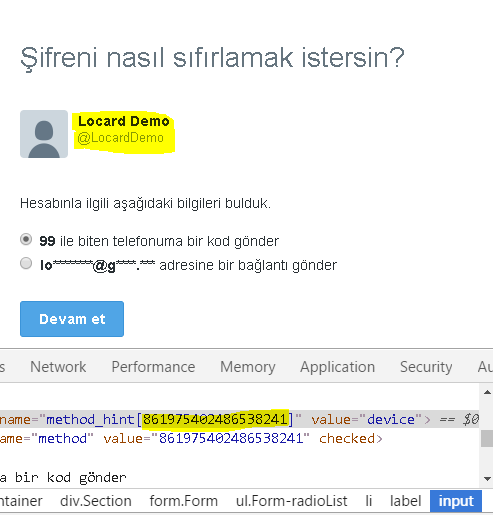 Şifreni nasıl sıfırlamak istersin?
Locard Demo
@LocardDemo
Hesabınla ilgili aşağıdaki bilgileri bulduk.
99 ile biten telefonuma bir kod gönder
lo********@g****.*** adresine bir bağlantı gönder
Devam et
s Network Performance Memory Application Security Au
name="method_hint[861975402486538241]" value="device"> == $0
ame="method" value="861975402486538241" checked>
a bir kod gönder
ntainer div.Section form.Form ul.Form-radioList li label input